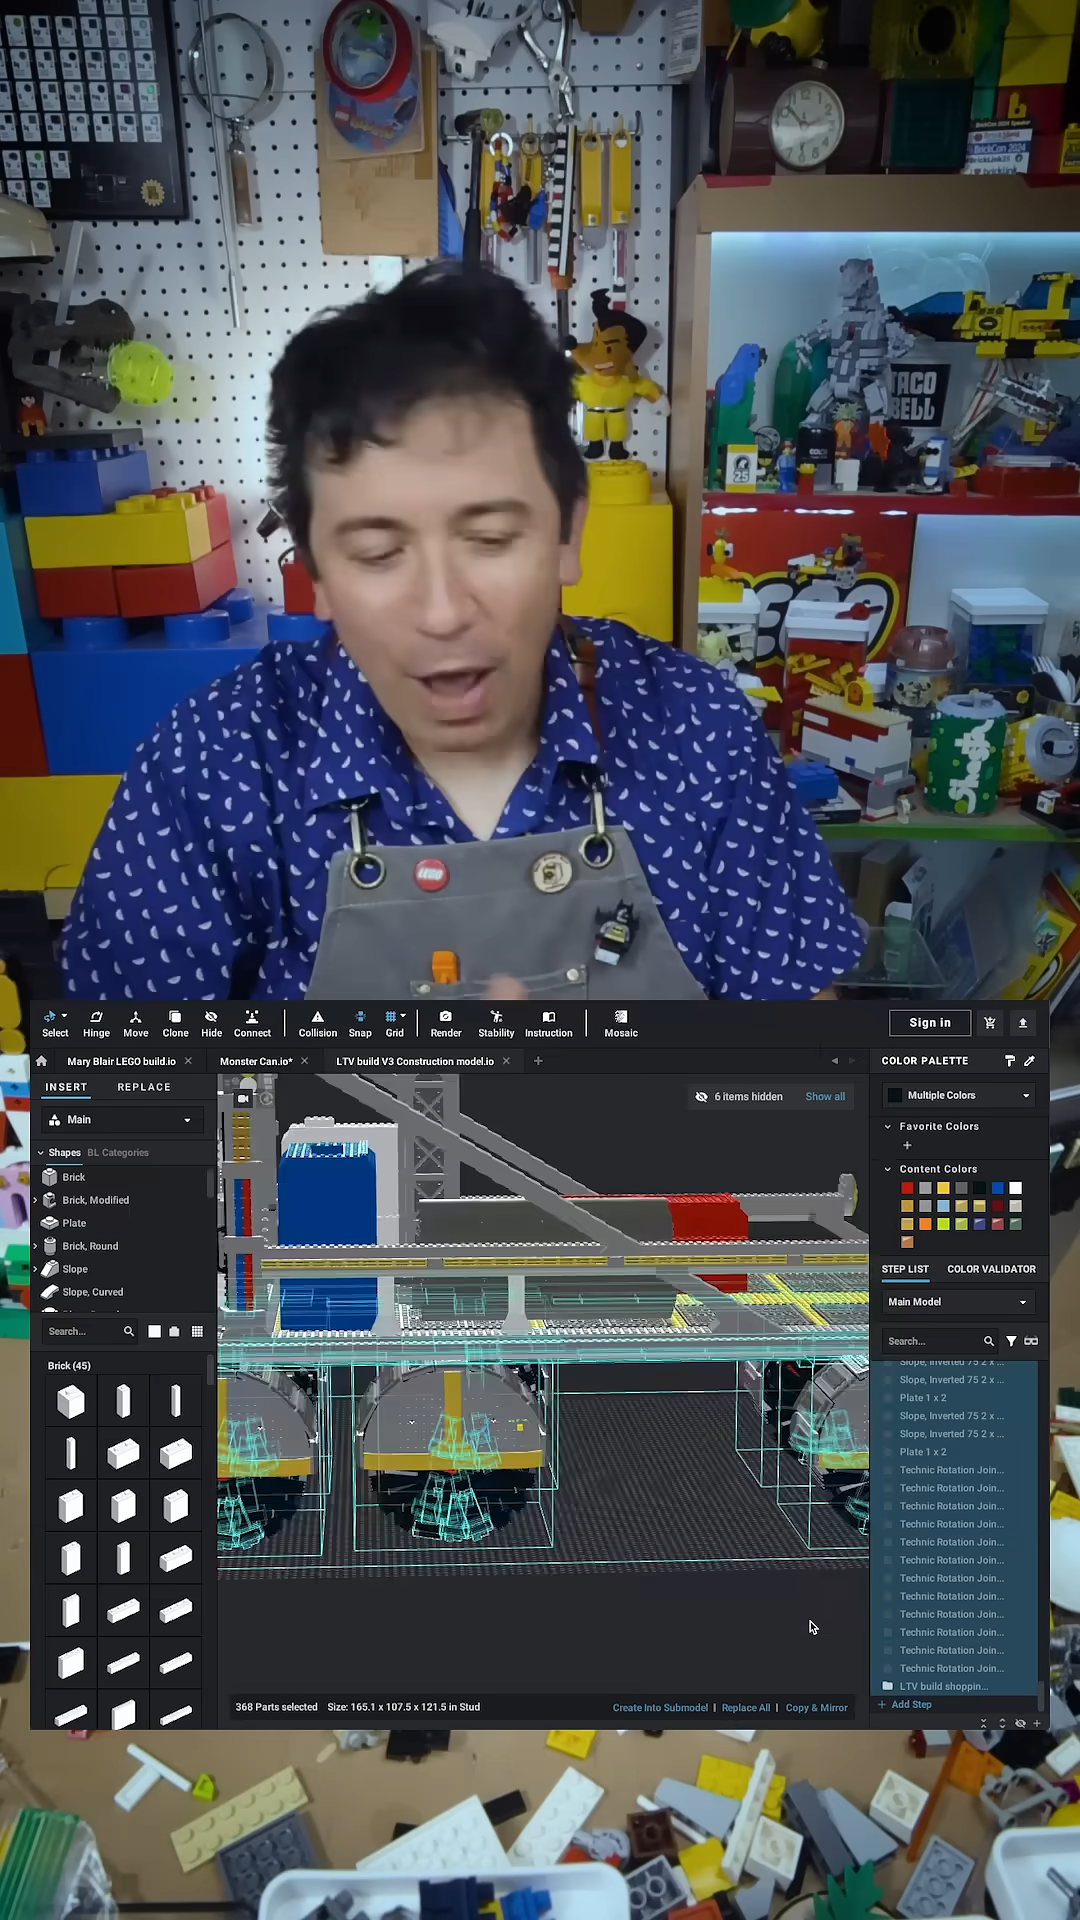 BrickCon 2024
TACO
BELL
25
LEGO
Select
Hinge
Move
Clone
Hide
Connect
Collision
Snap
Grid
Render
Stability
Instruction
Mosaic
Sign in
Mary Blair LEGO build.io
Monster Can.io*
LTV build V3 Construction model.io
COLOR PALETTE
INSERT
REPLACE
6 items hidden
Show all
Multiple Colors
Main
Favorite Colors
Shapes
BL Categories
Content Colors
Brick
Brick, Modified
Plate
Brick, Round
Slope
Slope, Curved
STEP LIST
COLOR VALIDATOR
Main Model
Search...
Search...
Brick (45)
Slope, Inverted 75 2 x ...
Slope, Inverted 75 2 x ...
Plate 1 x 2
Slope, Inverted 75 2 x ...
Slope, Inverted 75 2 x ...
Plate 1 x 2
Technic Rotation Join...
Technic Rotation Join...
Technic Rotation Join...
Technic Rotation Join...
Technic Rotation Join...
Technic Rotation Join...
Technic Rotation Join...
Technic Rotation Join...
Technic Rotation Join...
Technic Rotation Join...
Technic Rotation Join...
Technic Rotation Join...
LTV build shoppin...
Add Step
368 Parts selected
Size: 165.1 x 107.5 x 121.5 in Stud
Create Into Submodel
Replace All
Copy & Mirror